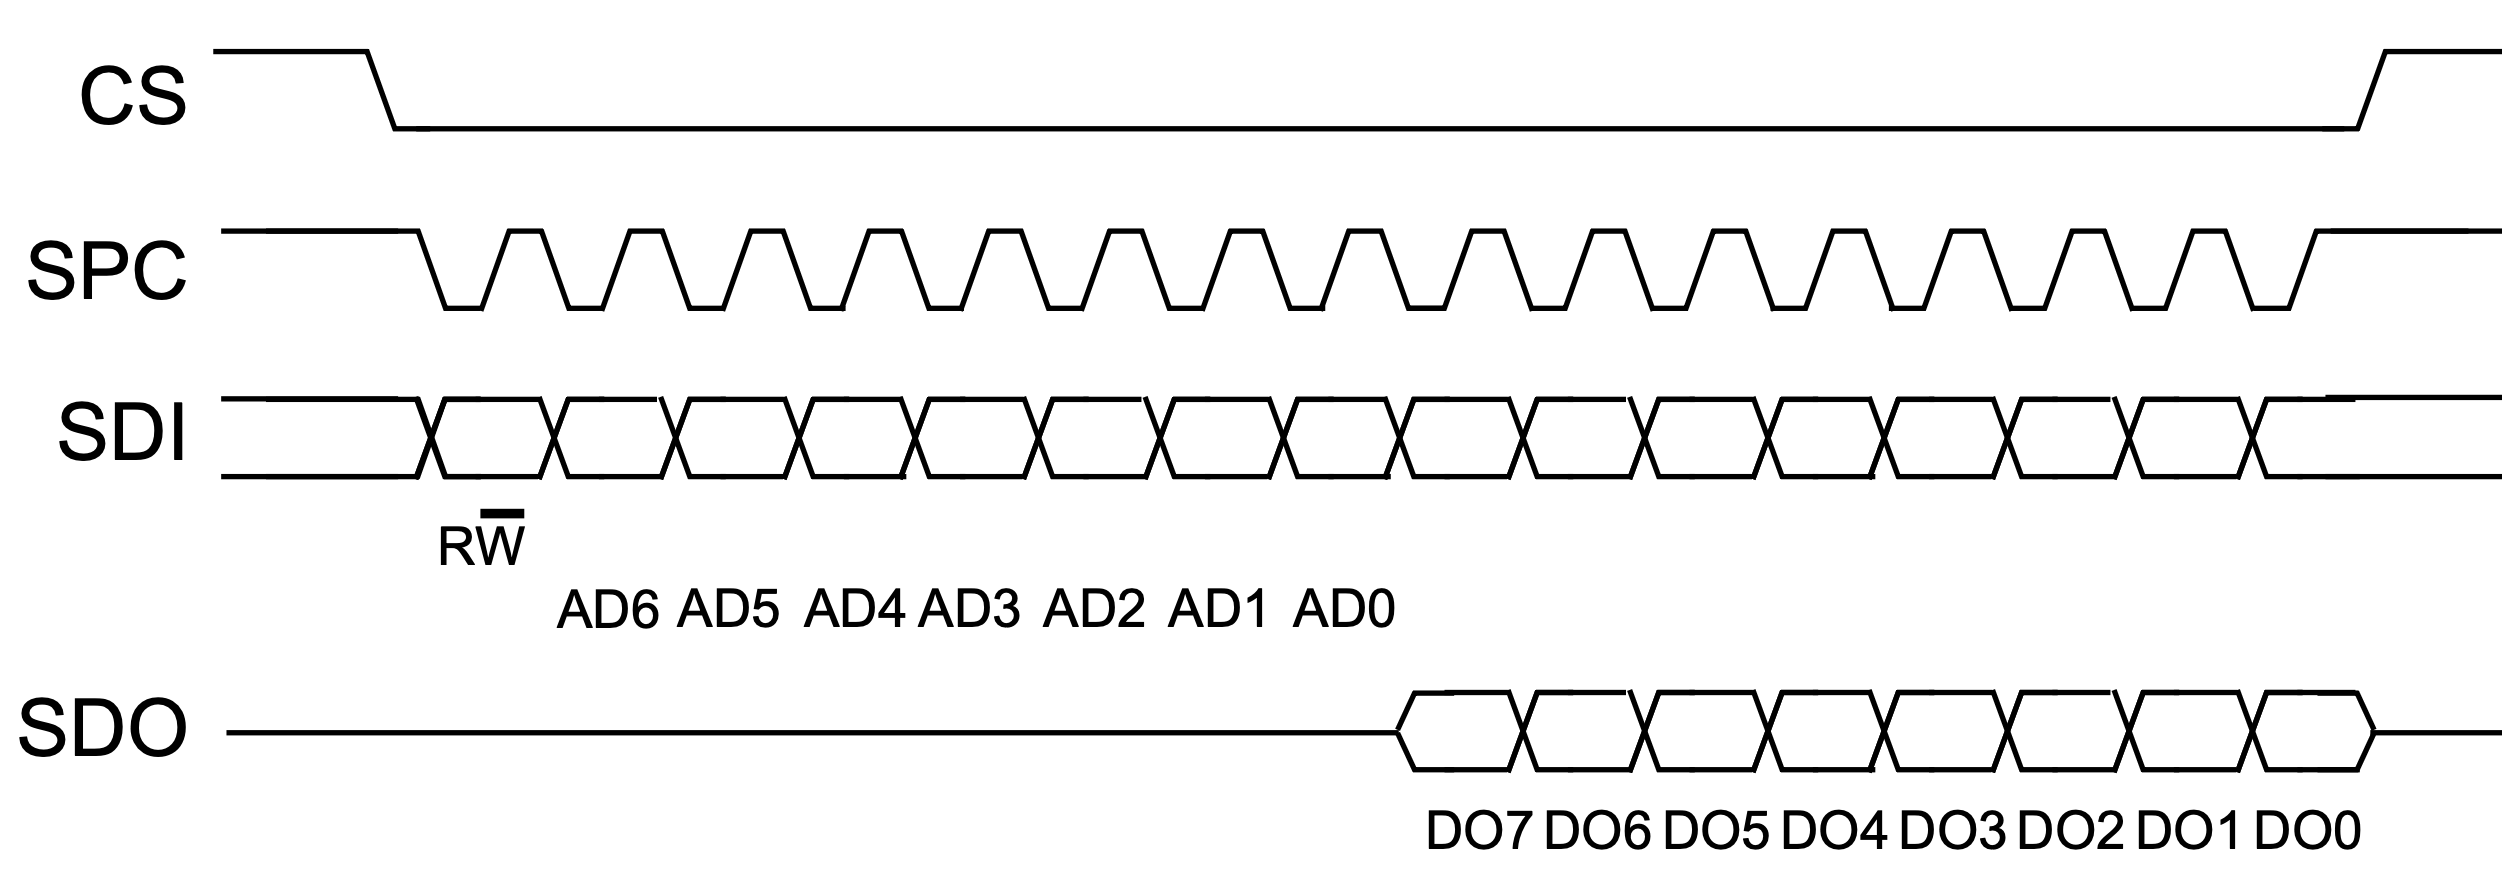 CS
SPC
SDI
RW
AD6 AD5 AD4 AD3 AD2 AD1 AD0
SDO
DO7 DO6 DO5 DO4 DO3 DO2 DO1 DO0